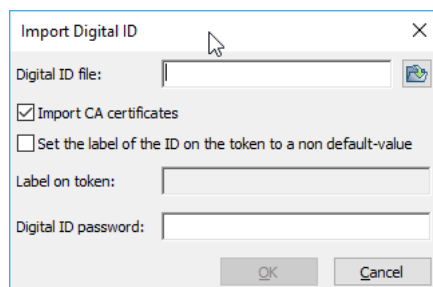 Import Digital ID
Digital ID file:
Import CA certificates
Set the label of the ID on the token to a non default-value
Label on token:
Digital ID password:
OK Cancel